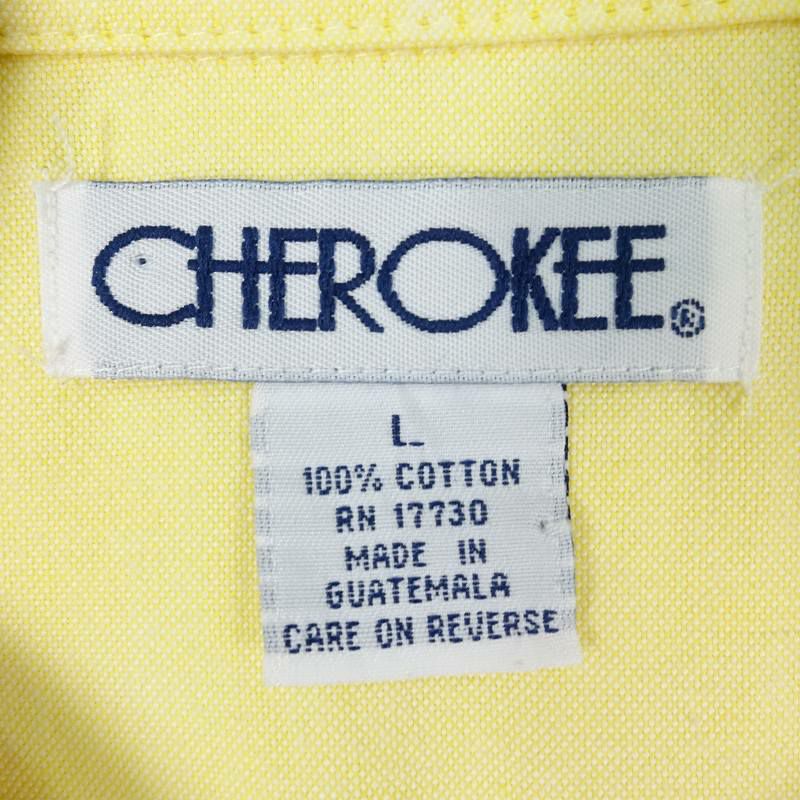 CHEROKEE®
L
100% COTTON
RN 17730
MADE IN
GUATEMALA
CARE ON REVERSE